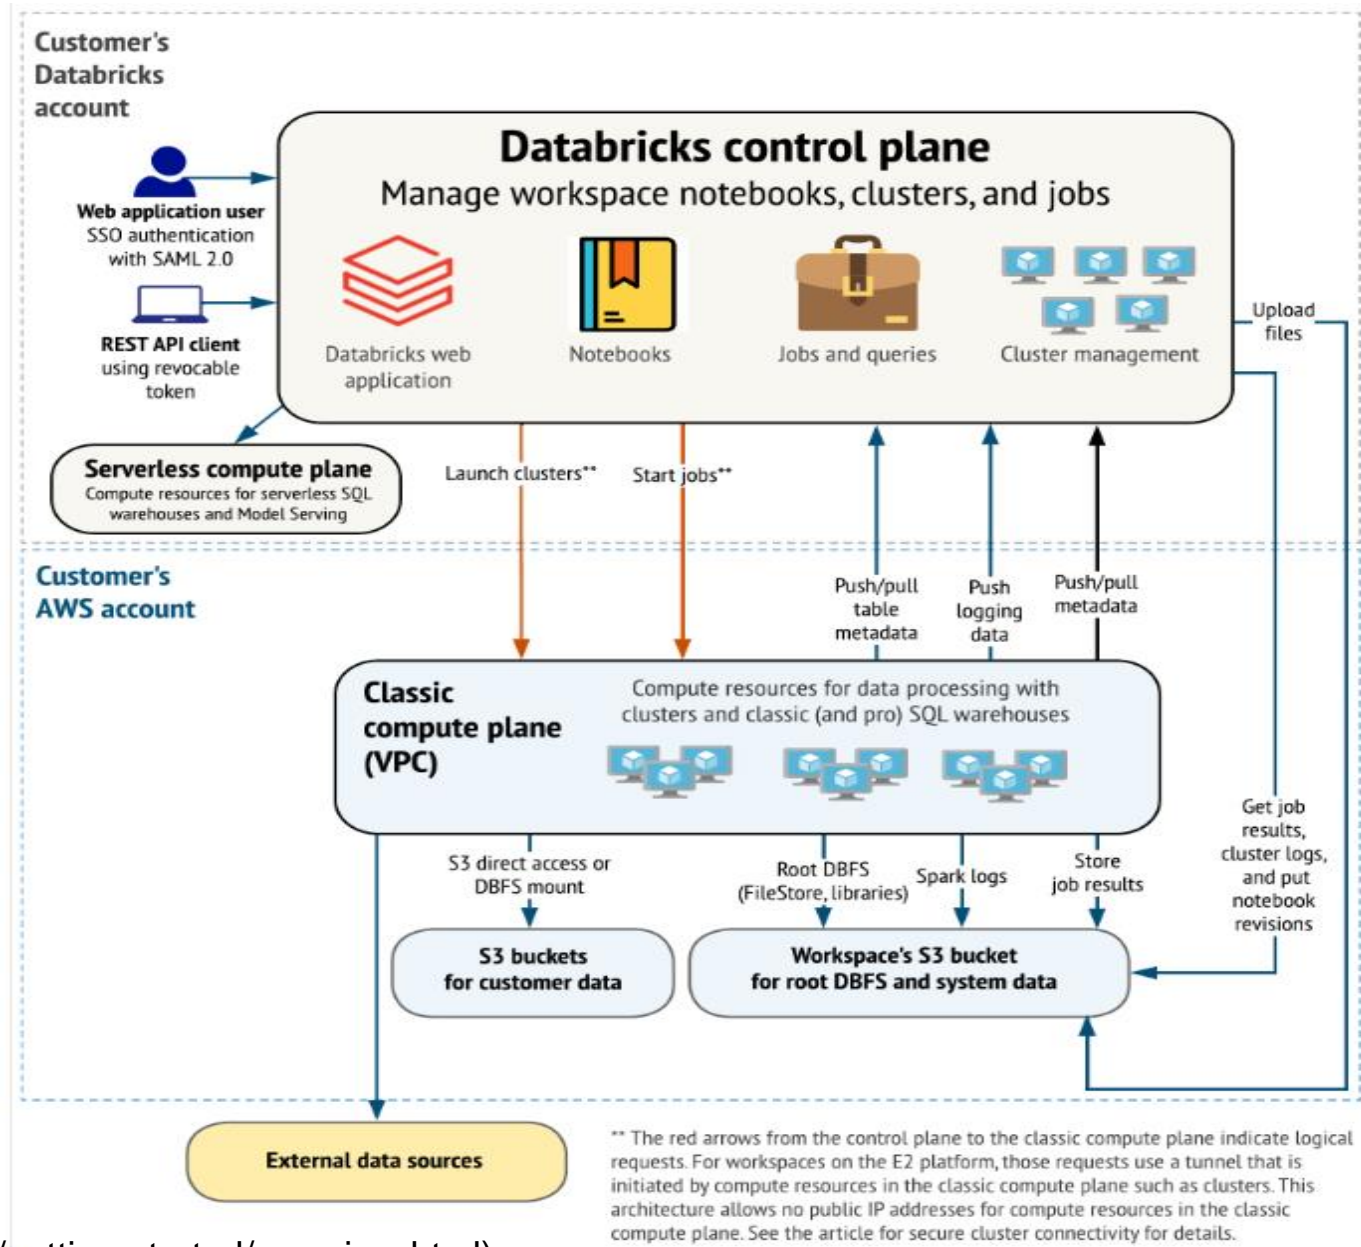 Customer's
Databricks
account
Databricks control plane
Manage workspace notebooks, clusters, and jobs
Web application user
SSO authentication
with SAML 2.0
REST API client
using revocable
token
Databricks web
application
Notebooks
Jobs and queries
Cluster management
Upload
files
Serverless compute plane
Compute resources for serverless SQL
warehouses and Model Serving
Launch clusters**
Start jobs**
Customer's
AWS account
Push/pull
table
metadata
Push
logging
data
Push/pull
metadata
Classic
compute plane
(VPC)
Compute resources for data processing with
clusters and classic (and pro) SQL warehouses
Get job
results,
cluster logs,
and put
notebook
revisions
S3 direct access or
DBFS mount
Root DBFS
(FileStore, libraries)
Spark logs
Store
job results
S3 buckets
for customer data
Workspace's S3 bucket
for root DBFS and system data
External data sources
** The red arrows from the control plane to the classic compute plane indicate logical
requests. For workspaces on the E2 platform, those requests use a tunnel that is
initiated by compute resources in the classic compute plane such as clusters. This
architecture allows no public IP addresses for compute resources in the classic
compute plane. See the article for secure cluster connectivity for details.